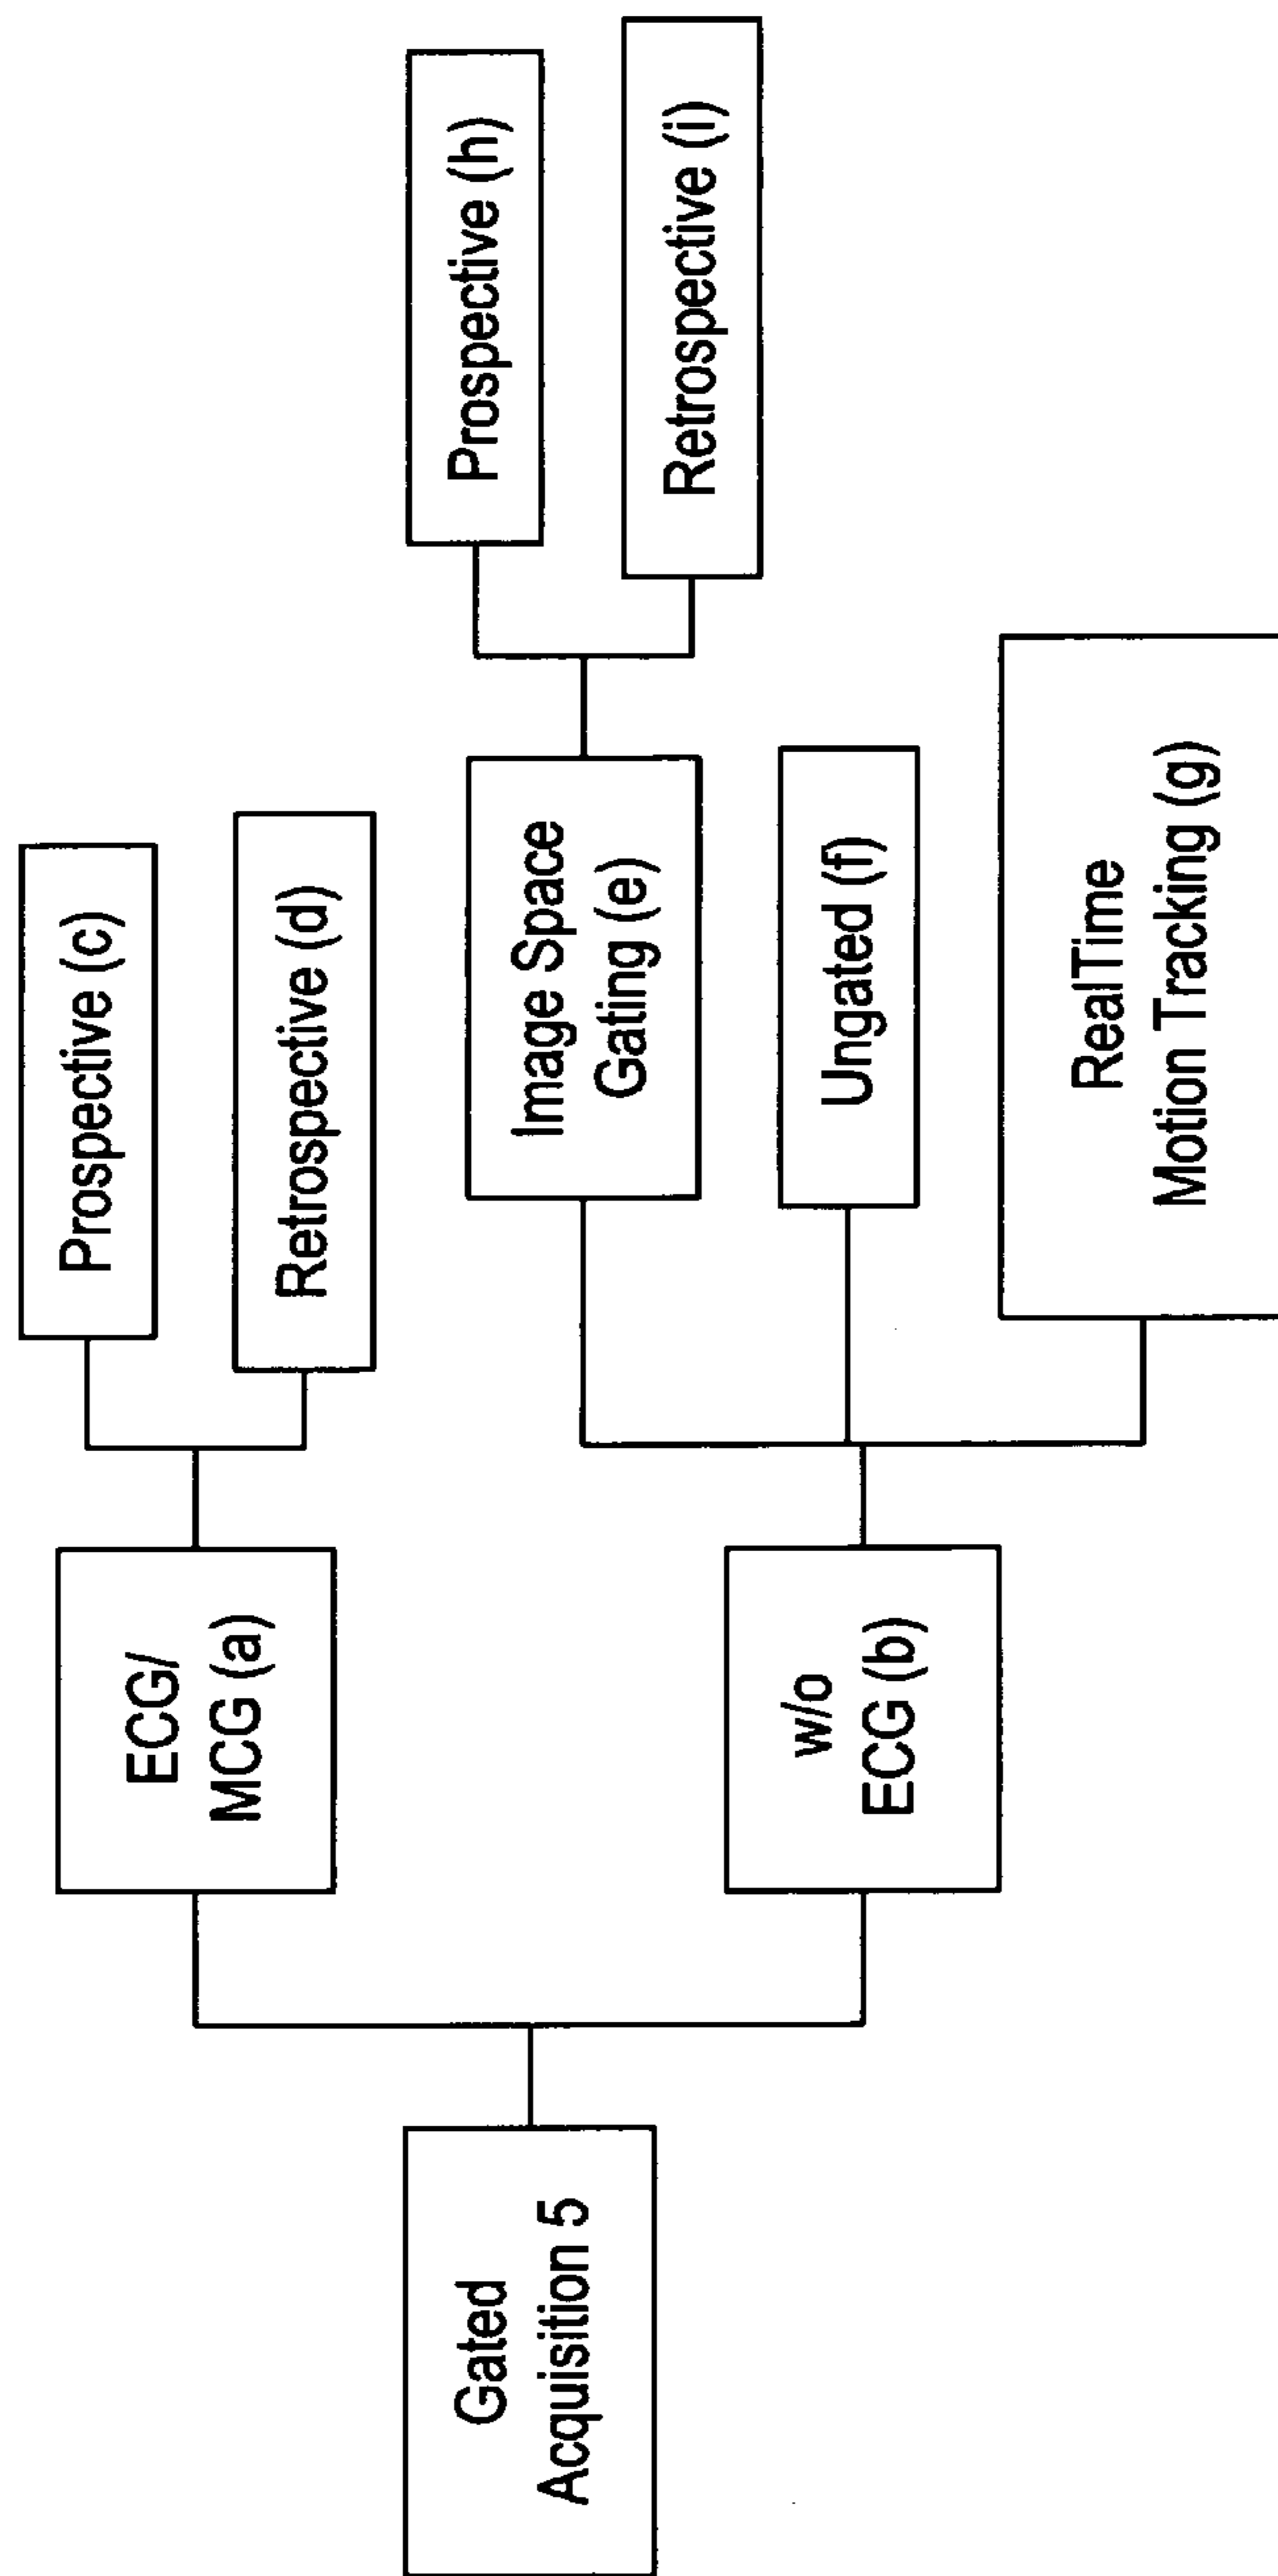 Gated
Acquisition 5
ECG/
MCG (a)
w/o
ECG (b)
Prospective (c)
Retrospective (d)
Image Space
Gating (e)
Ungated (f)
RealTime
Motion Tracking (g)
Prospective (h)
Retrospective (i)